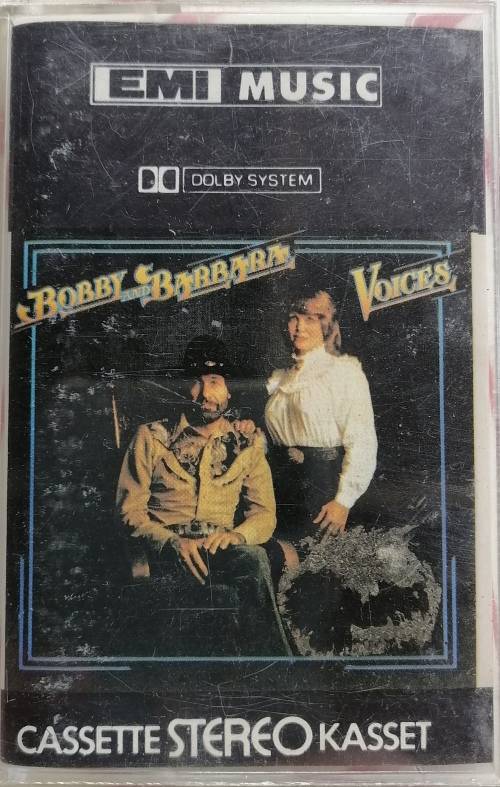 EMI MUSIC
DOLBY SYSTEM
BOBBY AND BARBARA VOICES
CASSETTE STEREO KASSET